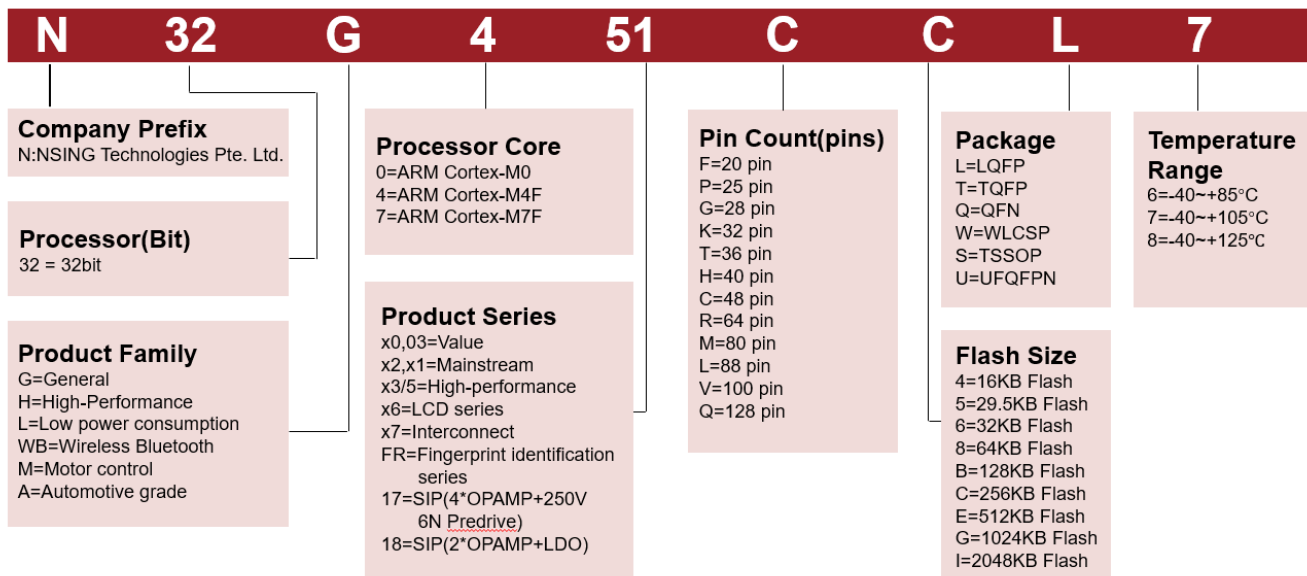 N 32 G 4 51 C C L 7
Company Prefix
N:NSING Technologies Pte. Ltd.
Processor(Bit)
32 = 32bit
Product Family
G=General
H=High-Performance
L=Low power consumption
WB=Wireless Bluetooth
M=Motor control
A=Automotive grade
Processor Core
0=ARM Cortex-M0
4=ARM Cortex-M4F
7=ARM Cortex-M7F
Product Series
x0,03=Value
x2,x1=Mainstream
x3/5=High-performance
x6=LCD series
x7=Interconnect
FR=Fingerprint identification
series
17=SIP(4*OPAMP+250V
6N Predrive)
18=SIP(2*OPAMP+LDO)
Pin Count(pins)
F=20 pin
P=25 pin
G=28 pin
K=32 pin
T=36 pin
H=40 pin
C=48 pin
R=64 pin
M=80 pin
L=88 pin
V=100 pin
Q=128 pin
Package
L=LQFP
T=TQFP
Q=QFN
W=WLCSP
S=TSSOP
U=UFQFPN
Flash Size
4=16KB Flash
5=29.5KB Flash
6=32KB Flash
8=64KB Flash
B=128KB Flash
C=256KB Flash
E=512KB Flash
G=1024KB Flash
I=2048KB Flash
Temperature
Range
6=-40~+85°C
7=-40~+105°C
8=-40~+125℃